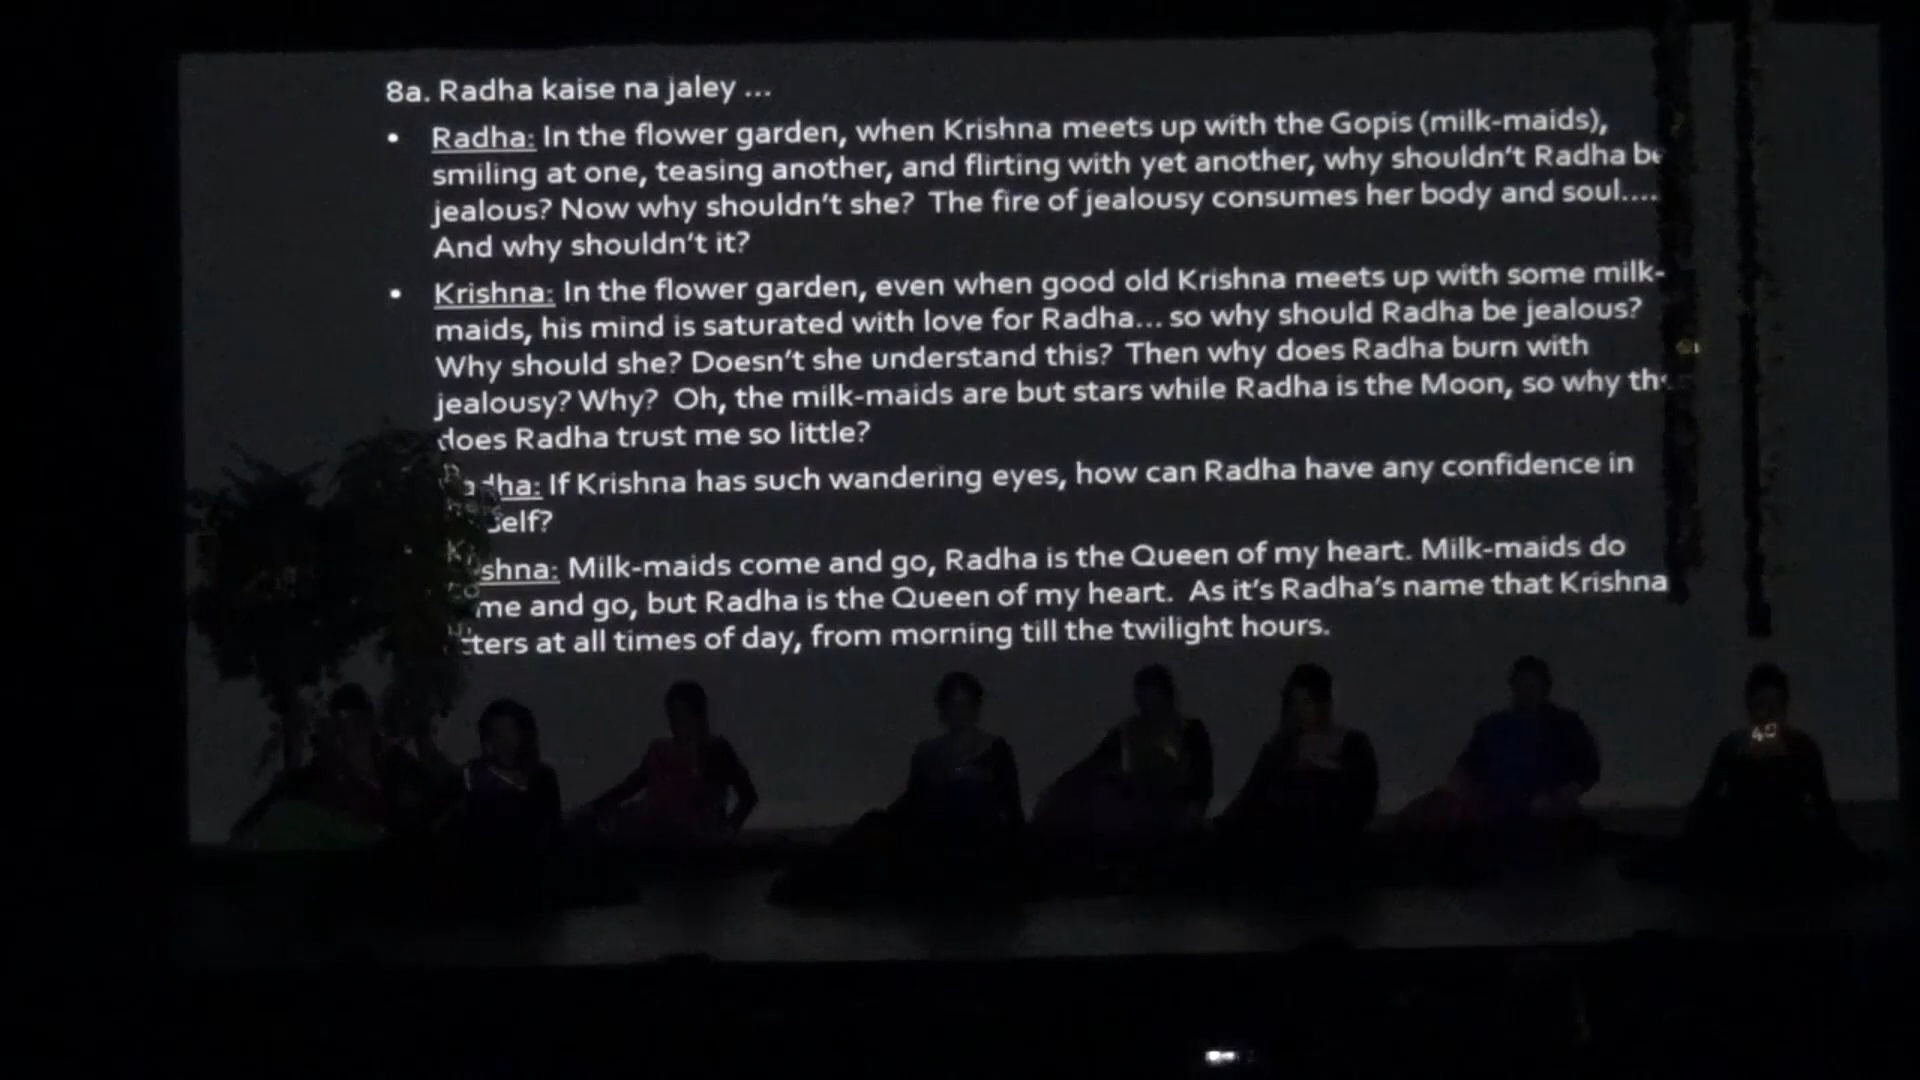 8a. Radha kaise na jaley ...
• Radha: In the flower garden, when Krishna meets up with the Gopis (milk-maids),
smiling at one, teasing another, and flirting with yet another, why shouldn't Radha be
jealous? Now why shouldn't she? The fire of jealousy consumes her body and soul....
And why shouldn't it?
• Krishna: In the flower garden, even when good old Krishna meets up with some milk-
maids, his mind is saturated with love for Radha... so why should Radha be jealous?
Why should she? Doesn't she understand this? Then why does Radha burn with
jealousy? Why? Oh, the milk-maids are but stars while Radha is the Moon, so why
does Radha trust me so little?
Radha: If Krishna has such wandering eyes, how can Radha have any confidence in
Krishna: Milk-maids come and go, Radha is the Queen of my heart. Milk-maids do
come and go, but Radha is the Queen of my heart. As it's Radha's name that Krishna
utters at all times of day, from morning till the twilight hours.
40